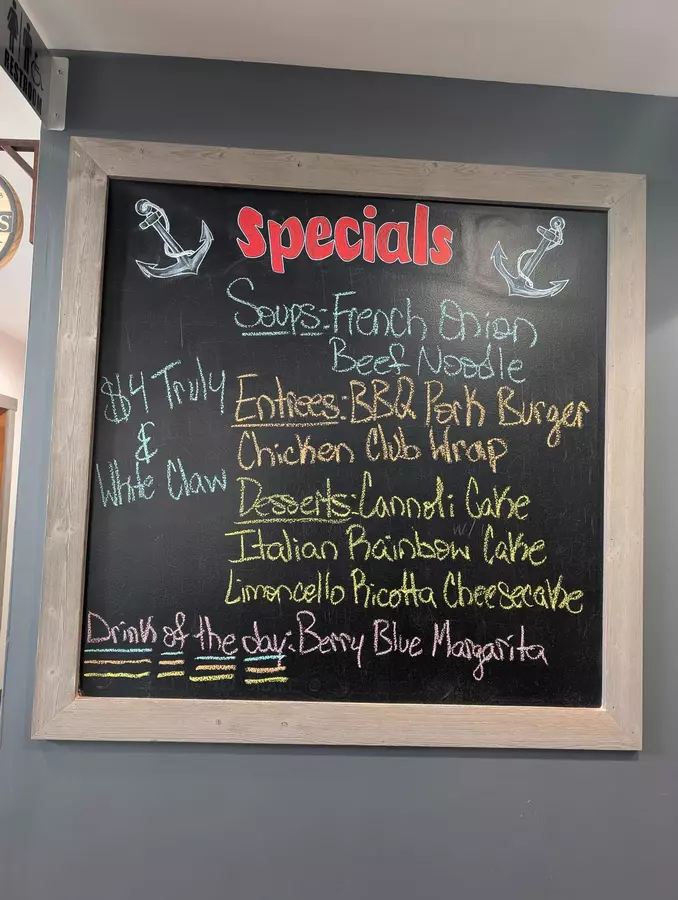 RESTROOM
Specials
Soups: French Onion
Beef Noodle
$4 Truly
&
White Claw
Entrees: BBQ Pork Burger
Chicken Club Wrap
Desserts: Cannoli Cake
Italian Rainbow Cake
Limoncello Ricotta Cheesecake
Drink of the day: Berry Blue Margarita